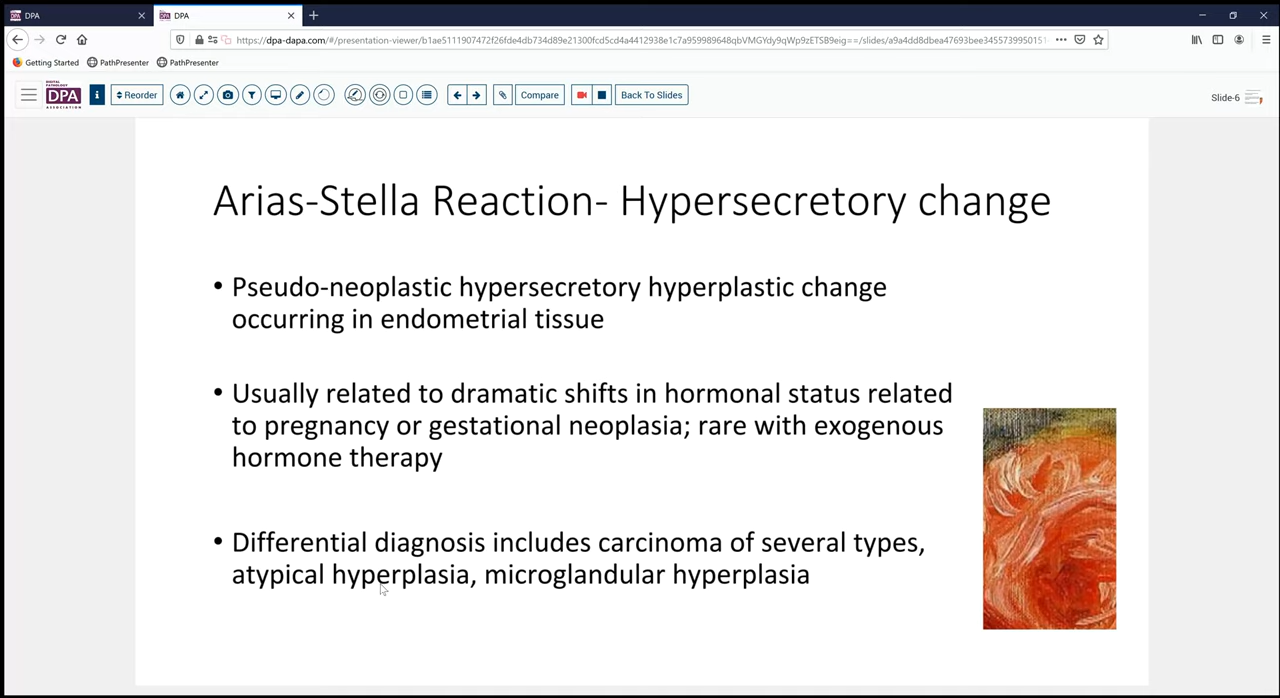 DPA
DPA
https://dpa-dapa.com/#/presentation-viewer/b1ae5111907472f26fde4db734d89e21300fcd5cd4a4412938e1c7a959989648qbVMGYdy9qWp9zETSB9eig==/slides/a9a4dd8dbea47693bee3455739950151
Getting Started
PathPresenter
PathPresenter
DIGITAL PATHOLOGY
DPA
ASSOCIATION
i
Reorder
Compare
Back To Slides
Slide-6
Arias-Stella Reaction- Hypersecretory change
• Pseudo-neoplastic hypersecretory hyperplastic change
occurring in endometrial tissue
• Usually related to dramatic shifts in hormonal status related
to pregnancy or gestational neoplasia; rare with exogenous
hormone therapy
• Differential diagnosis includes carcinoma of several types,
atypical hyperplasia, microglandular hyperplasia